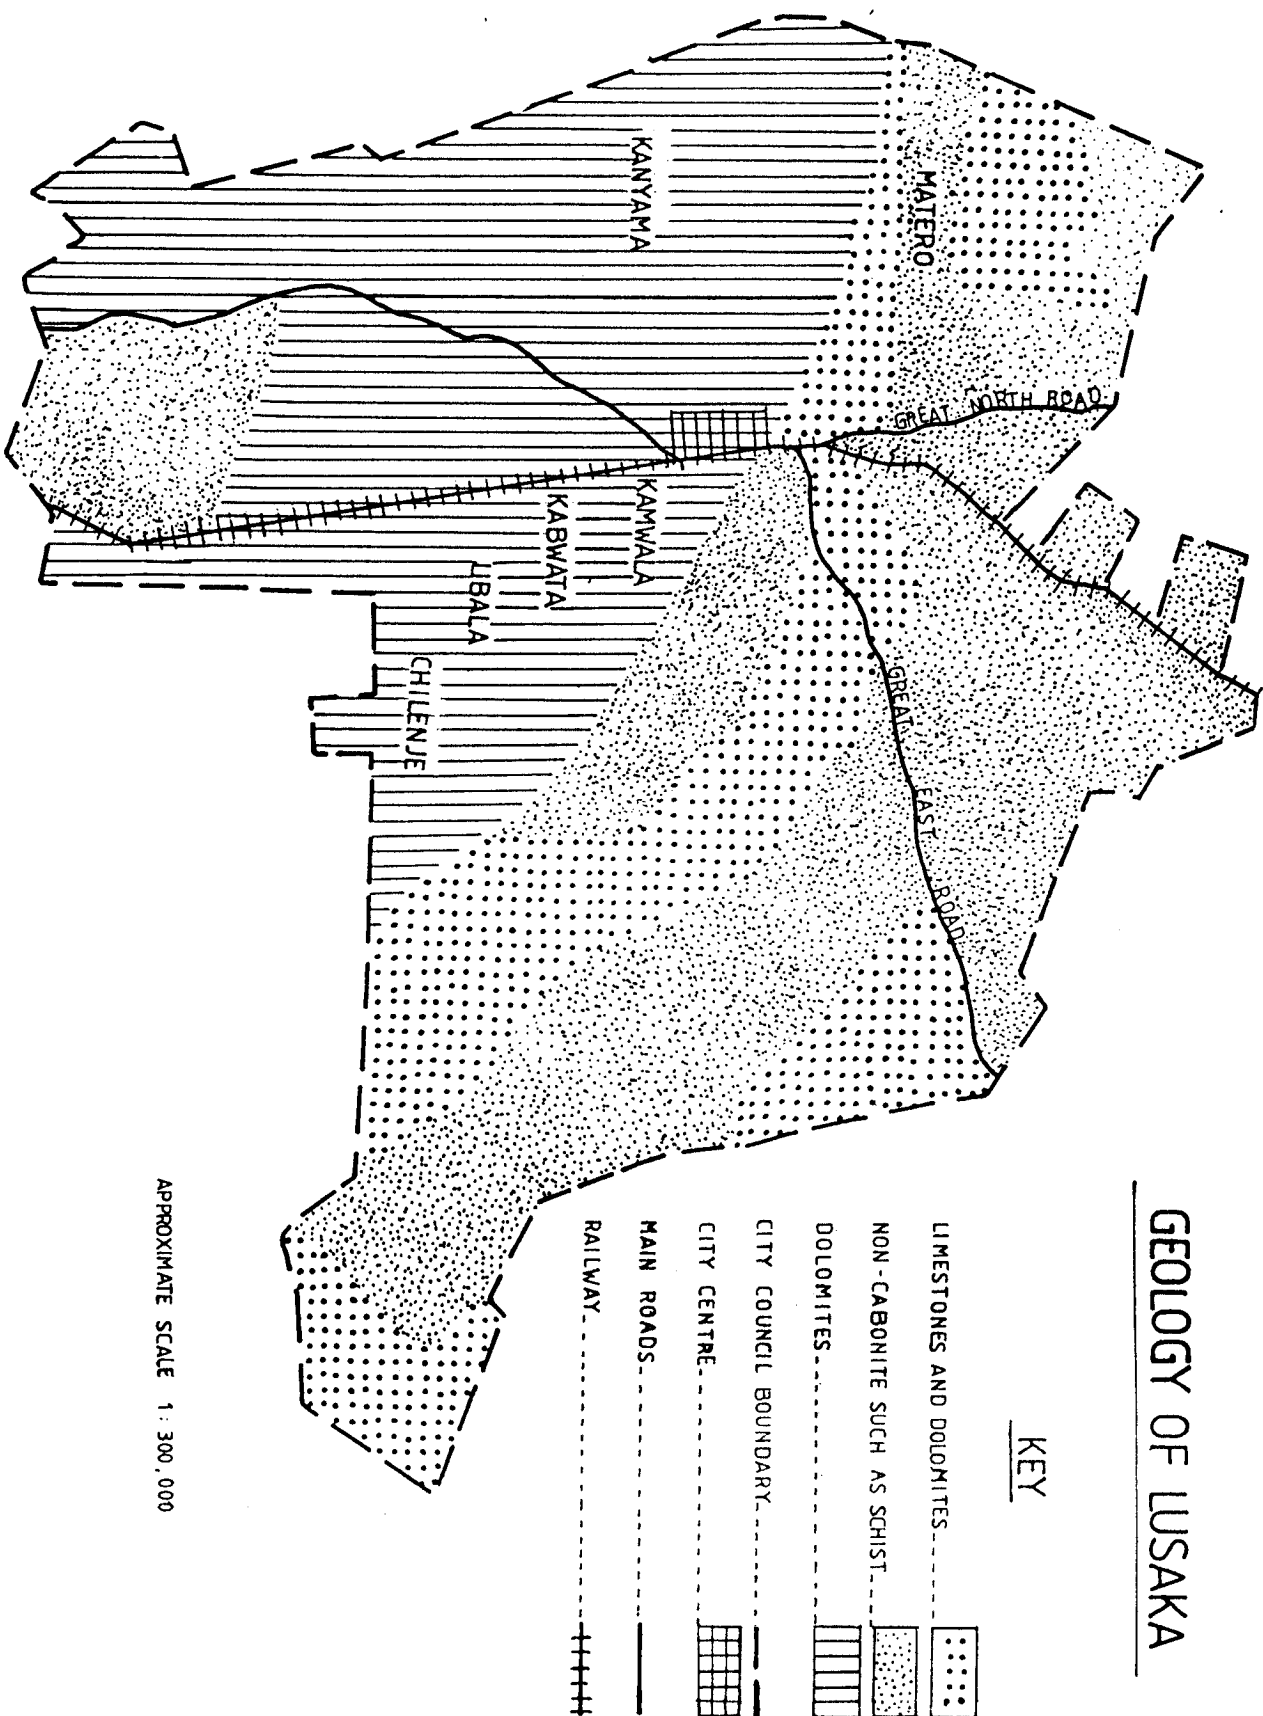 GEOLOGY OF LUSAKA
KEY
LIMESTONES AND DOLOMITES
NON-CABONITE SUCH AS SCHIST
DOLOMITES
CITY COUNCIL BOUNDARY
CITY CENTRE
MAIN ROADS
RAILWAY
GREAT NORTH ROAD
MATERO
GREAT EAST ROAD
KANYAMA
KAMWALA
KABWATA
LIBALA
CHILENJE
APPROXIMATE SCALE 1:300,000